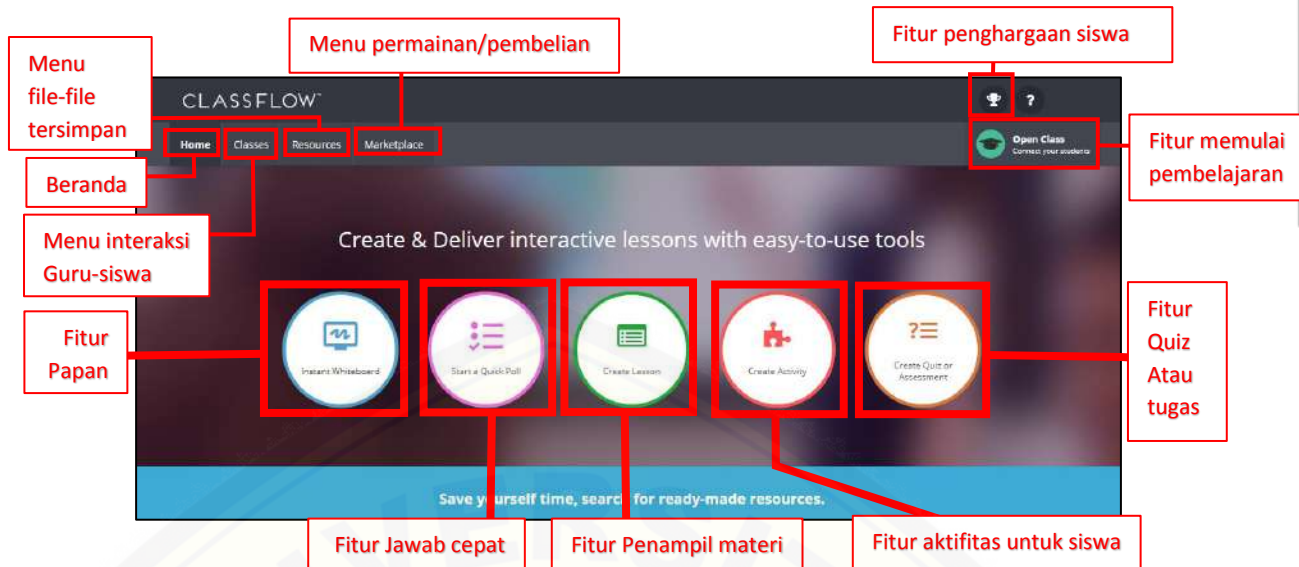 Menu permainan/pembelian
Fitur penghargaan siswa
Menu
file-file
tersimpan
CLASSFLOW
?
Home
Classes
Resources
Marketplace
Open Class
Connect your students
Fitur memulai
pembelajaran
Beranda
Menu interaksi
Guru-siswa
Create & Deliver interactive lessons with easy-to-use tools
Fitur
Papan
Instant Whiteboard
Start a Quick Poll
Create Lesson
Create Activity
Create Quiz or
Assessment
Fitur
Quiz
Atau
tugas
Save yourself time, search for ready-made resources.
Fitur Jawab cepat
Fitur Penampil materi
Fitur aktifitas untuk siswa